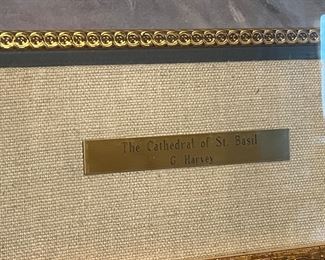 The Cathedral of St. Basil
G Harvey